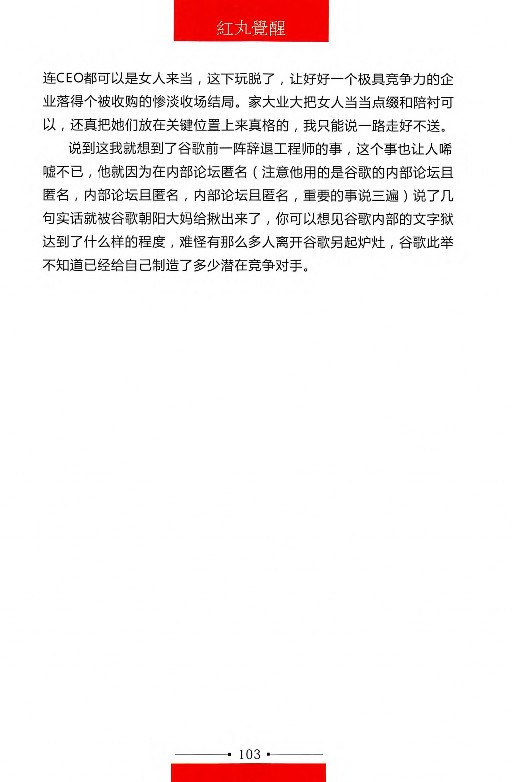 紅丸覺醒
连CEO都可以是女人来当，这下玩脱了，让好好一个极具竞争力的企
业落得个被收购的惨淡收场结局。家大业大把女人当当点缀和陪衬可
以，还真把她们放在关键位置上来真格的，我只能说一路走好不送。
说到这我就想到了谷歌前一阵辞退工程师的事，这个事也让人唏
嘘不已，他就因为在内部论坛匿名（注意他用的是谷歌的内部论坛且
匿名，内部论坛且匿名，内部论坛且匿名，重要的事说三遍）说了几
句实话就被谷歌朝阳大妈给揪出来了，你可以想见谷歌内部的文字狱
达到了什么样的程度，难怪有那么多人离开谷歌另起炉灶，谷歌此举
不知道已经给自己制造了多少潜在竞争对手。
103